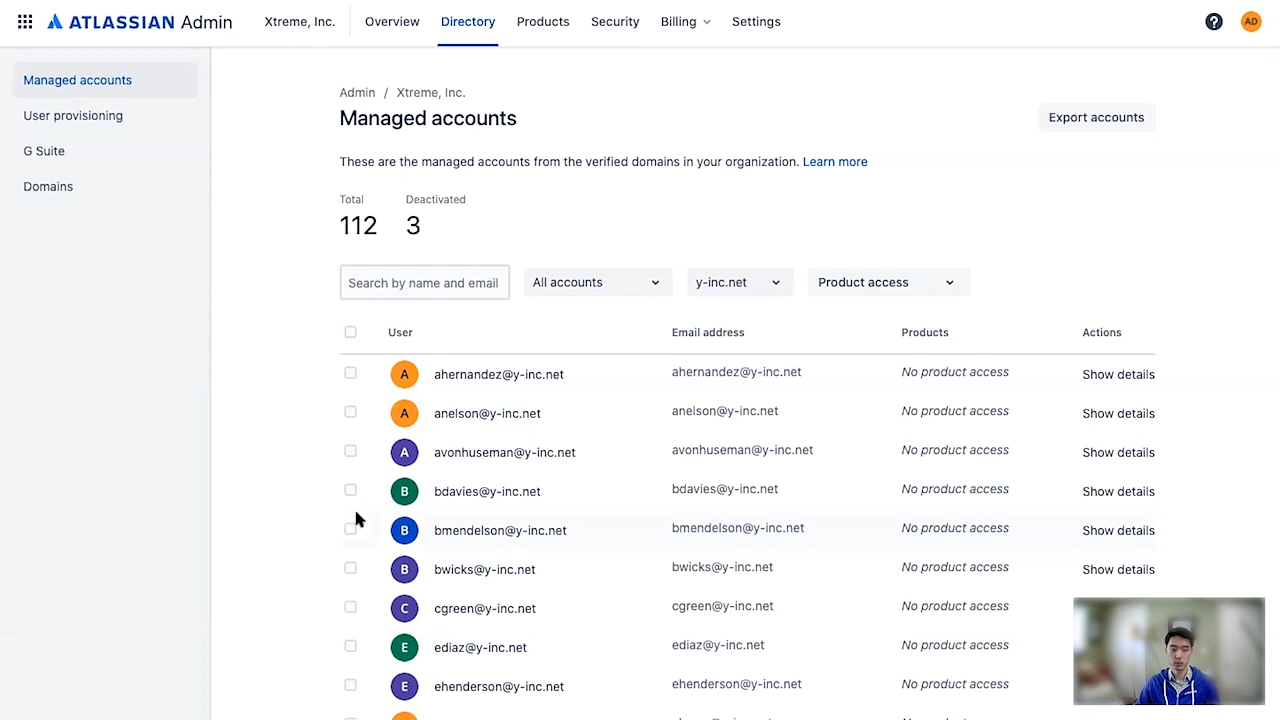 ATLASSIAN Admin Xtreme, Inc. Overview Directory Products Security Billing Settings ? AD
Managed accounts
User provisioning
G Suite
Domains
Admin / Xtreme, Inc.
Managed accounts
Export accounts
These are the managed accounts from the verified domains in your organization. Learn more
Total Deactivated
112 3
Search by name and email All accounts y-inc.net Product access
User Email address Products Actions
A ahernandez@y-inc.net ahernandez@y-inc.net No product access Show details
A anelson@y-inc.net anelson@y-inc.net No product access Show details
A avonhuseman@y-inc.net avonhuseman@y-inc.net No product access Show details
B bdavies@y-inc.net bdavies@y-inc.net No product access Show details
B bmendelson@y-inc.net bmendelson@y-inc.net No product access Show details
B bwicks@y-inc.net bwicks@y-inc.net No product access Show details
C cgreen@y-inc.net cgreen@y-inc.net No product access
E ediaz@y-inc.net ediaz@y-inc.net No product access
E ehenderson@y-inc.net ehenderson@y-inc.net No product access